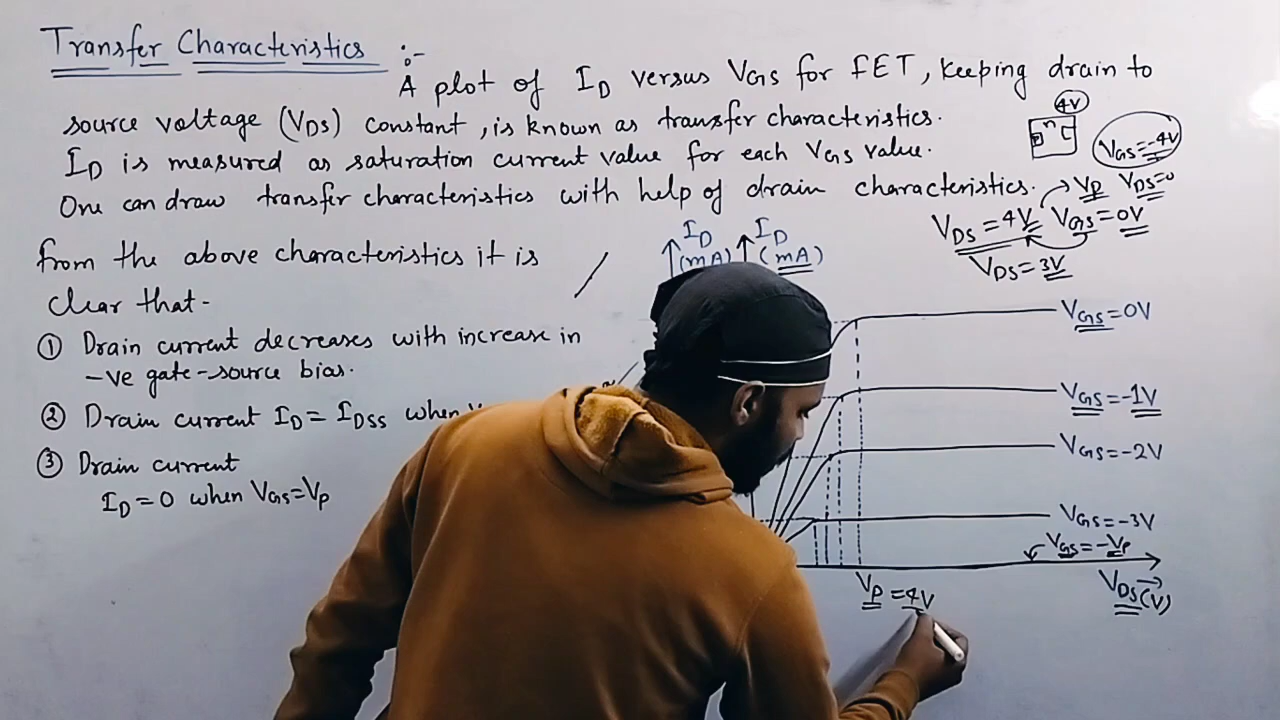 Transfer Characteristics :-
A plot of ID versus VGS for FET, keeping drain to
source voltage (VDS) constant, is known as transfer characteristics.
ID is measured as saturation current value for each VGS value.
One can draw transfer characteristics with help of drain characteristics.
4V
n
VGS=-4V
VP VDS=0
VDS=4V VGS=0V
VDS=3V
From the above characteristics it is
clear that-
① Drain current decreases with increase in
-ve gate-source bias.
② Drain current ID=IDSS when
③ Drain current
ID=0 when VGS=VP
ID (mA)
ID (mA)
VGS=0V
VGS=-1V
VGS=-2V
VGS=-3V
VGS=-VP
VP=4V
VDS(V)